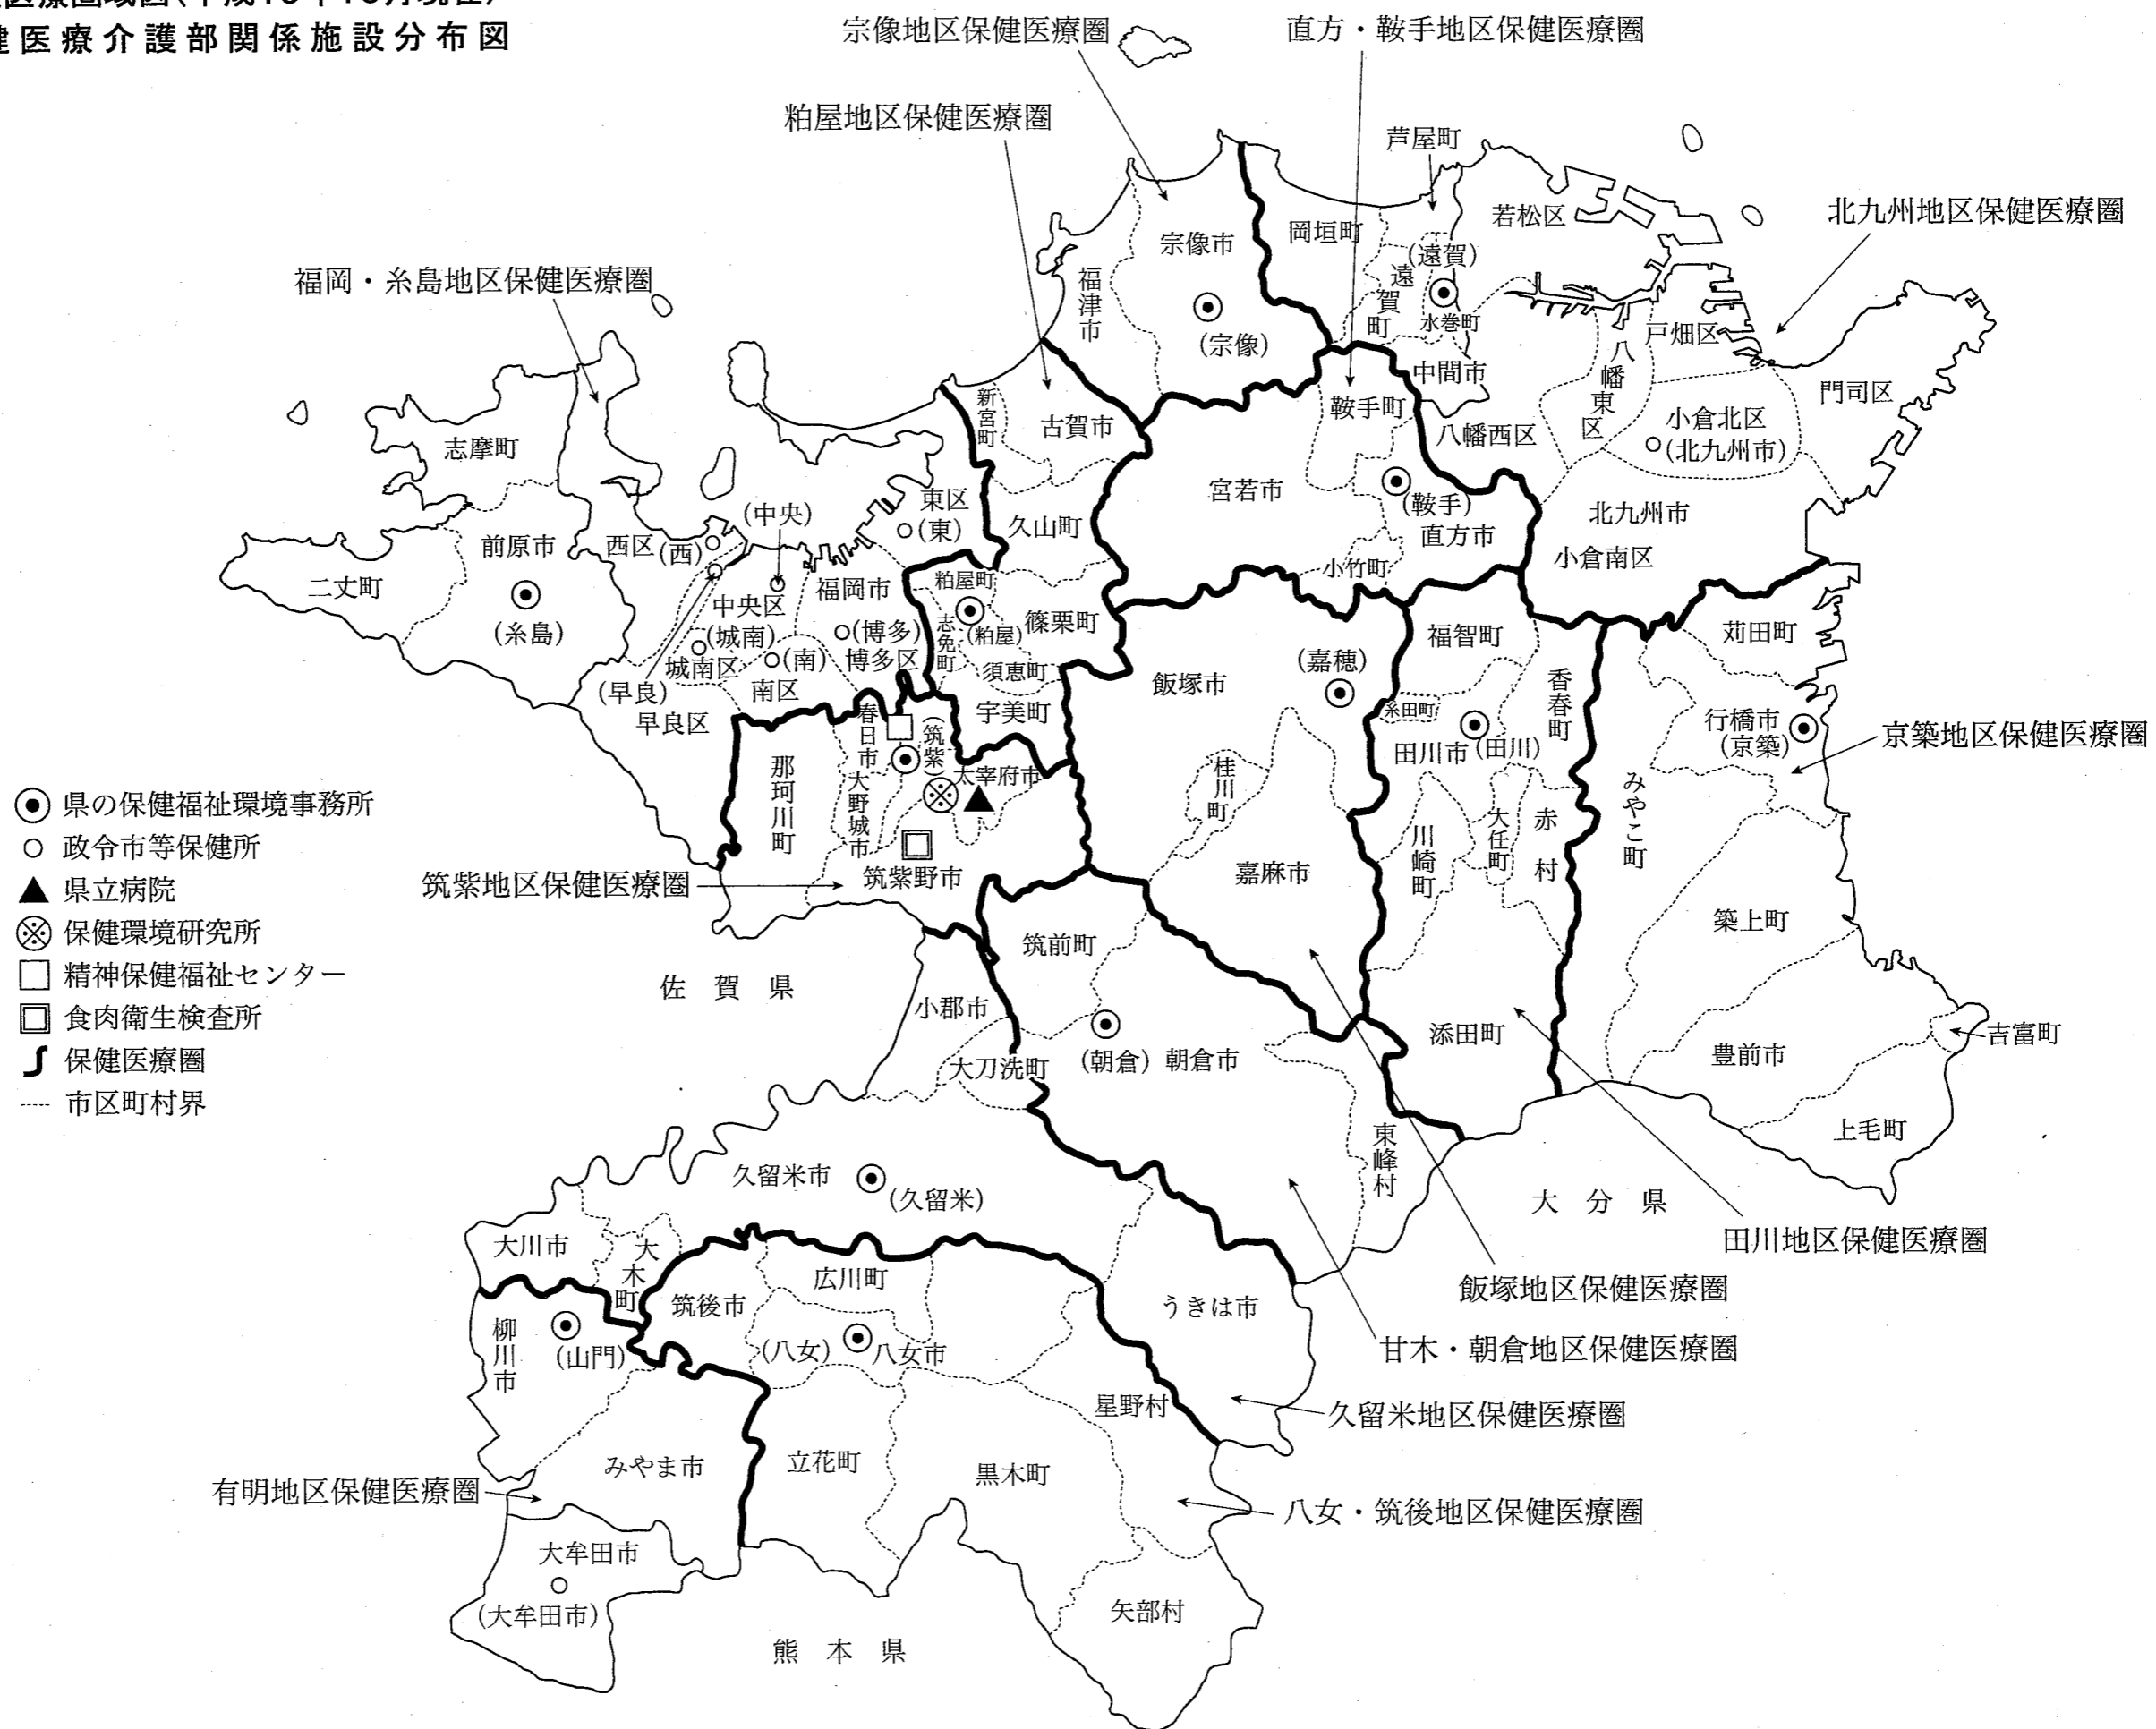 健医療介護部関係施設分布図
宗像地区保健医療圏
直方・鞍手地区保健医療圏
粕屋地区保健医療圏
芦屋町
北九州地区保健医療圏
福岡・糸島地区保健医療圏
宗像市
(宗像)
福津市
岡垣町
遠賀町
(遠賀)
水巻町
若松区
戸畑区
八幡東区
中間市
門司区
小倉北区
(北九州市)
八幡西区
北九州市
小倉南区
新宮町
古賀市
鞍手町
宮若市
(鞍手)
直方市
小竹町
志摩町
前原市
(糸島)
二丈町
西区(西)
(中央)
東区
(東)
久山町
中央区
福岡市
(城南)
城南区
(南)
南区
(博多)
博多区
(早良)
早良区
粕屋町
(粕屋)
志免町
篠栗町
須恵町
宇美町
飯塚市
(嘉穂)
福智町
香春町
糸田町
田川市
(田川)
苅田町
行橋市
(京築)
京築地区保健医療圏
みやこ町
那珂川町
春日市
(筑紫)
大野城市
太宰府市
筑紫野市
筑紫地区保健医療圏
桂川町
嘉麻市
川崎町
大任町
赤村
築上町
県の保健福祉環境事務所
政令市等保健所
県立病院
保健環境研究所
精神保健福祉センター
食肉衛生検査所
保健医療圏
市区町村界
佐賀県
筑前町
小郡市
大刀洗町
(朝倉)
朝倉市
添田町
豊前市
吉富町
上毛町
東峰村
大分県
田川地区保健医療圏
飯塚地区保健医療圏
甘木・朝倉地区保健医療圏
久留米地区保健医療圏
八女・筑後地区保健医療圏
久留米市
(久留米)
大川市
大木町
筑後市
広川町
(八女)
八女市
うきは市
星野村
柳川市
(山門)
みやま市
立花町
黒木町
有明地区保健医療圏
大牟田市
(大牟田市)
矢部村
熊本県